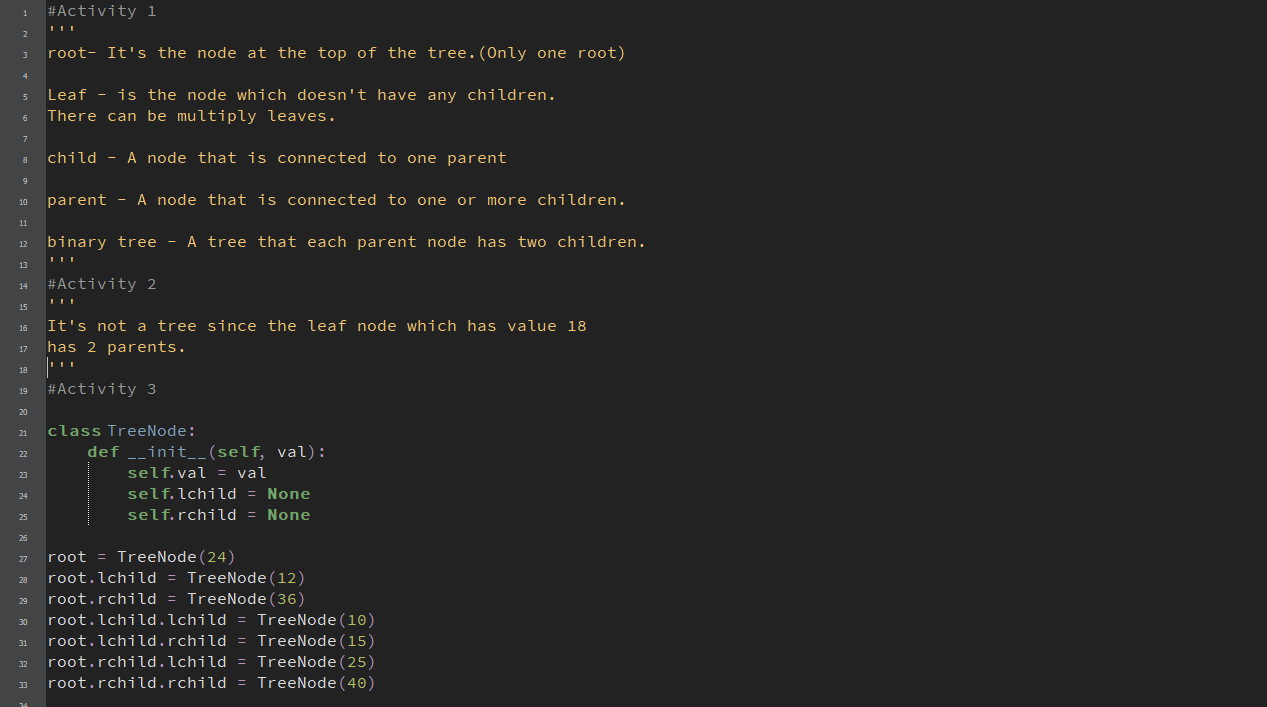 1 #Activity 1
2 '''
3 root- It's the node at the top of the tree.(Only one root)
4
5 Leaf - is the node which doesn't have any children.
6 There can be multiply leaves.
7
8 child - A node that is connected to one parent
9
10 parent - A node that is connected to one or more children.
11
12 binary tree - A tree that each parent node has two children.
13 '''
14 #Activity 2
15 '''
16 It's not a tree since the leaf node which has value 18
17 has 2 parents.
18 '''
19 #Activity 3
20
21 class TreeNode:
22     def __init__(self, val):
23         self.val = val
24         self.lchild = None
25         self.rchild = None
26
27 root = TreeNode(24)
28 root.lchild = TreeNode(12)
29 root.rchild = TreeNode(36)
30 root.lchild.lchild = TreeNode(10)
31 root.lchild.rchild = TreeNode(15)
32 root.rchild.lchild = TreeNode(25)
33 root.rchild.rchild = TreeNode(40)
34